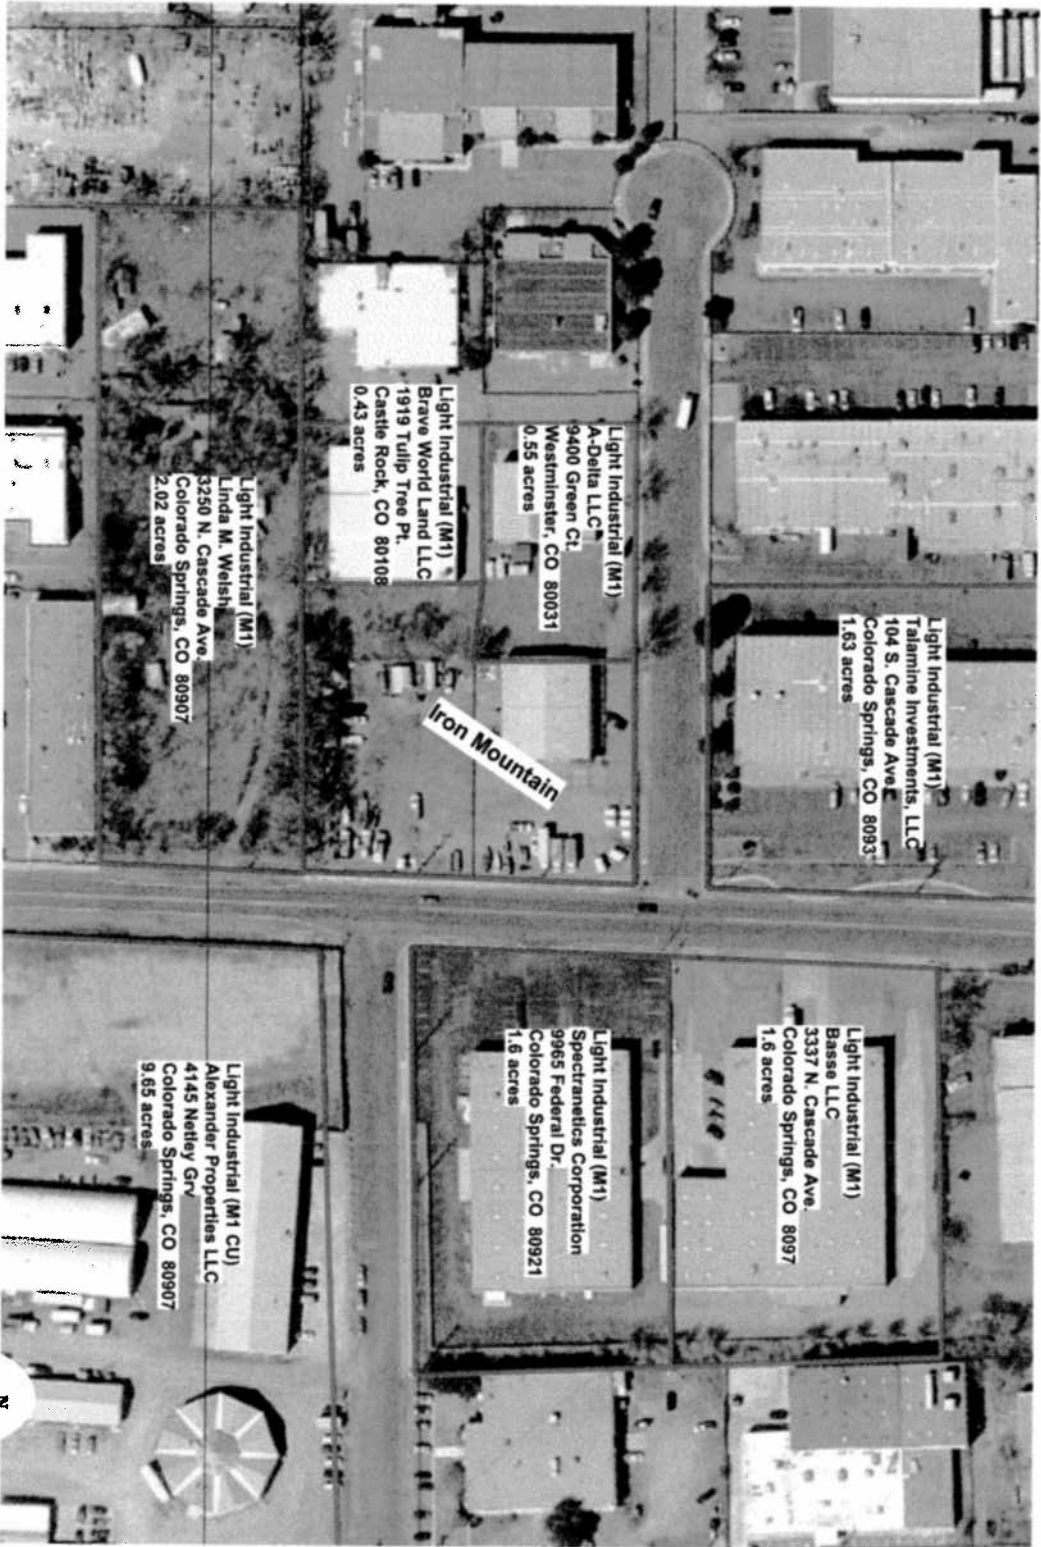 Light Industrial (M1)
Talamine Investments, LLC
104 S. Cascade Ave.
Colorado Springs, CO 8093
1.63 acres
Light Industrial (M1)
Basse LLC
3337 N. Cascade Ave.
Colorado Springs, CO 8097
1.6 acres
Light Industrial (M1)
A-Delta LLC
9400 Green Ct.
Westminster, CO 80031
0.55 acres
Iron Mountain
Light Industrial (M1)
Spectranetics Corporation
9965 Federal Dr.
Colorado Springs, CO 80921
1.6 acres
Light Industrial (M1)
Brave World Land LLC
1919 Tulip Tree Pt.
Castle Rock, CO 80108
0.43 acres
Light Industrial (M1)
Linda M. Welsh
3250 N. Cascade Ave.
Colorado Springs, CO 80907
2.02 acres
Light Industrial (M1 CU)
Alexander Properties LLC
4145 Netley Grv
Colorado Springs, CO 80907
9.65 acres
N